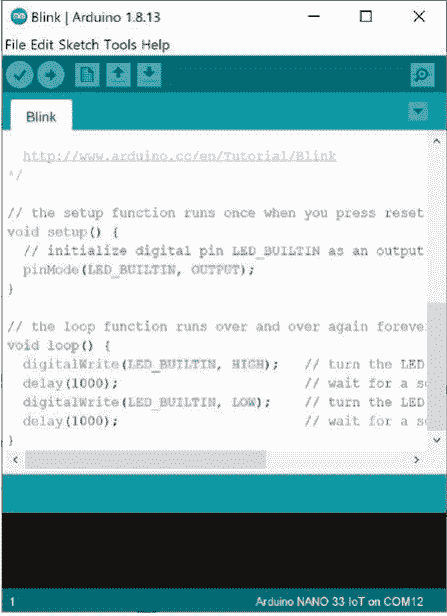 Blink | Arduino 1.8.13
File Edit Sketch Tools Help
Blink
http://www.arduino.cc/en/Tutorial/Blink
*/
// the setup function runs once when you press reset
void setup() {
// initialize digital pin LED_BUILTIN as an output
pinMode(LED_BUILTIN, OUTPUT);
}
// the loop function runs over and over again foreve
void loop() {
digitalWrite(LED_BUILTIN, HIGH); // turn the LED
delay(1000); // wait for a se
digitalWrite(LED_BUILTIN, LOW); // turn the LED
delay(1000); // wait for a se
}
1 Arduino NANO 33 IoT on COM12